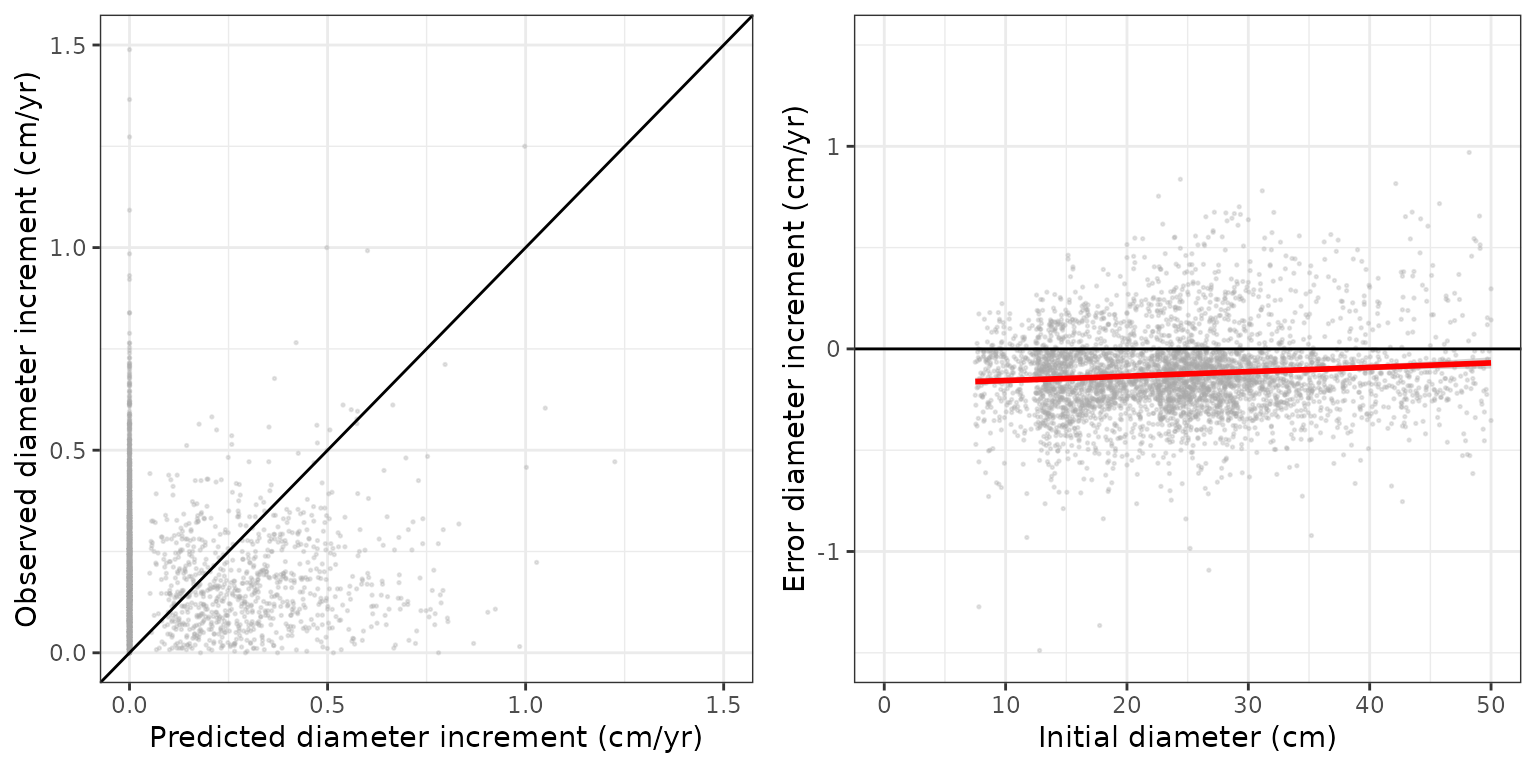 Observed diameter increment (cm/yr)
1.5
1.0
0.5
0.0
0.0 0.5 1.0 1.5
Predicted diameter increment (cm/yr)
Error diameter increment (cm/yr)
1
0
-1
0 10 20 30 40 50
Initial diameter (cm)